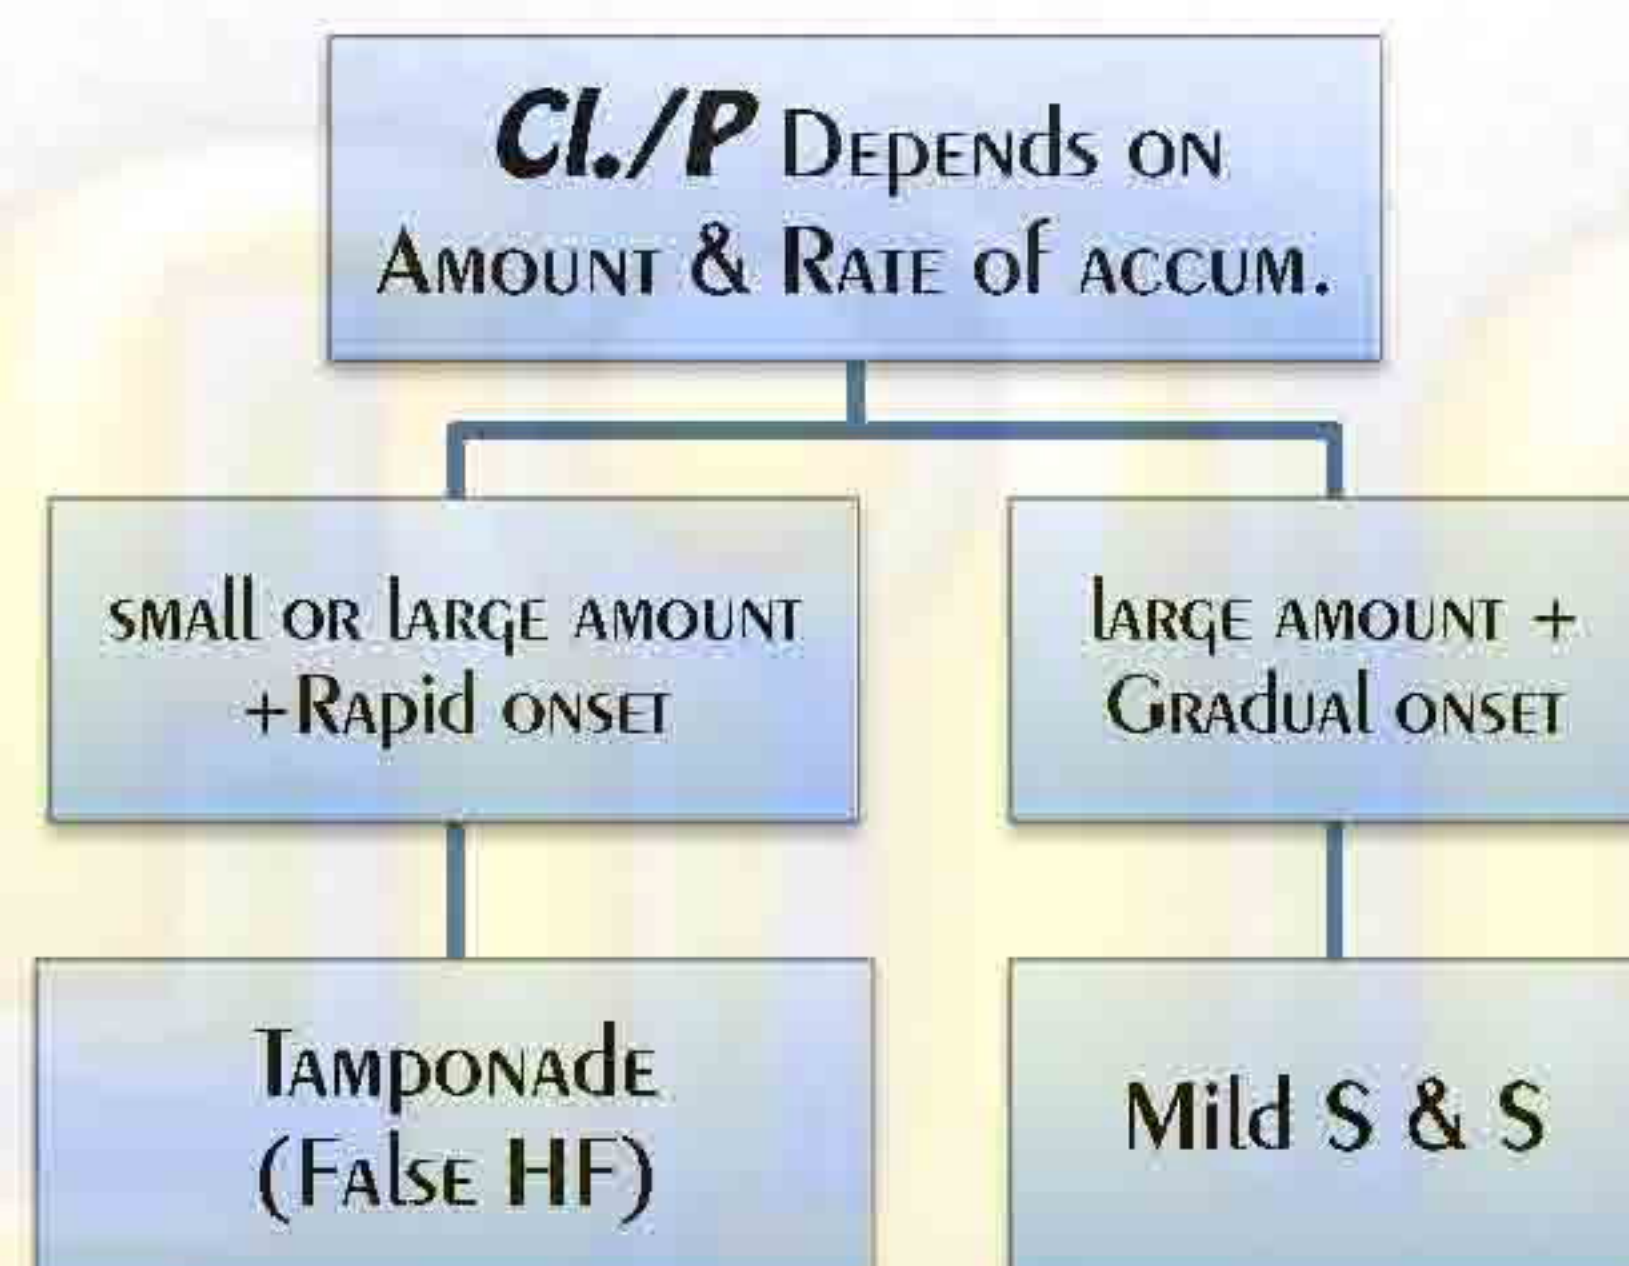 Cl./P Depends on
Amount & Rate of accum.
small or large amount
+Rapid onset
large amount +
Gradual onset
Tamponade
(False HF)
Mild S & S